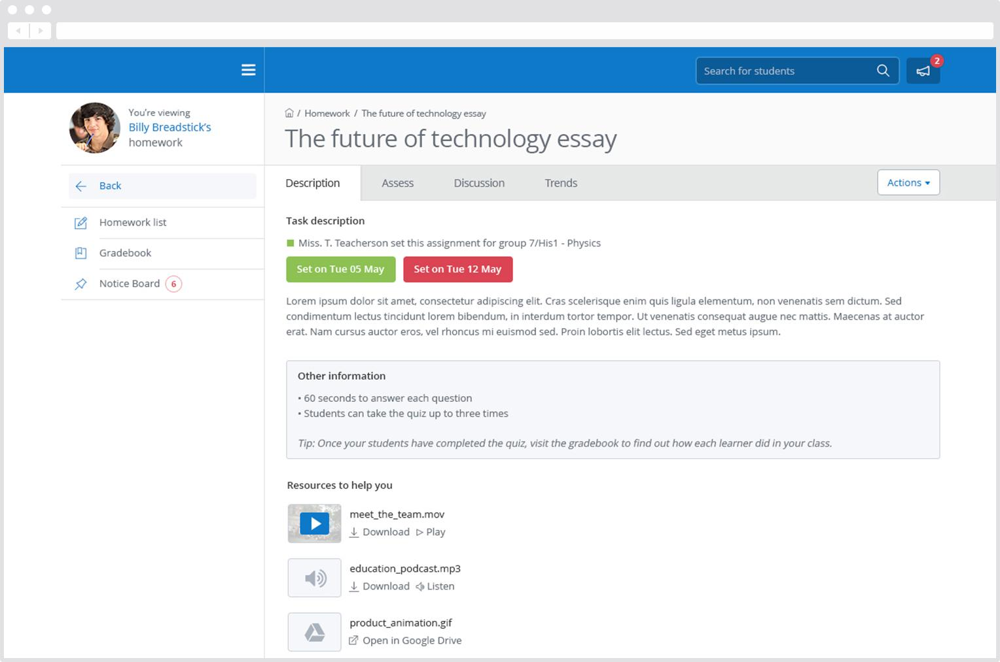 Search for students
2
You're viewing
Billy Breadstick's
homework
Back
Homework list
Gradebook
Notice Board 6
/ Homework / The future of technology essay
The future of technology essay
Description Assess Discussion Trends Actions
Task description
Miss. T. Teacherson set this assignment for group 7/His1 - Physics
Set on Tue 05 May Set on Tue 12 May
Lorem ipsum dolor sit amet, consectetur adipiscing elit. Cras scelerisque enim quis ligula elementum, non venenatis sem dictum. Sed
condimentum lectus tincidunt lorem bibendum, in interdum tortor tempor. Ut venenatis consequat augue nec mattis. Maecenas at auctor
erat. Nam cursus auctor eros, vel rhoncus mi euismod sed. Proin lobortis elit lectus. Sed eget metus ipsum.
Other information
• 60 seconds to answer each question
• Students can take the quiz up to three times
Tip: Once your students have completed the quiz, visit the gradebook to find out how each learner did in your class.
Resources to help you
meet_the_team.mov
Download Play
education_podcast.mp3
Download Listen
product_animation.gif
Open in Google Drive